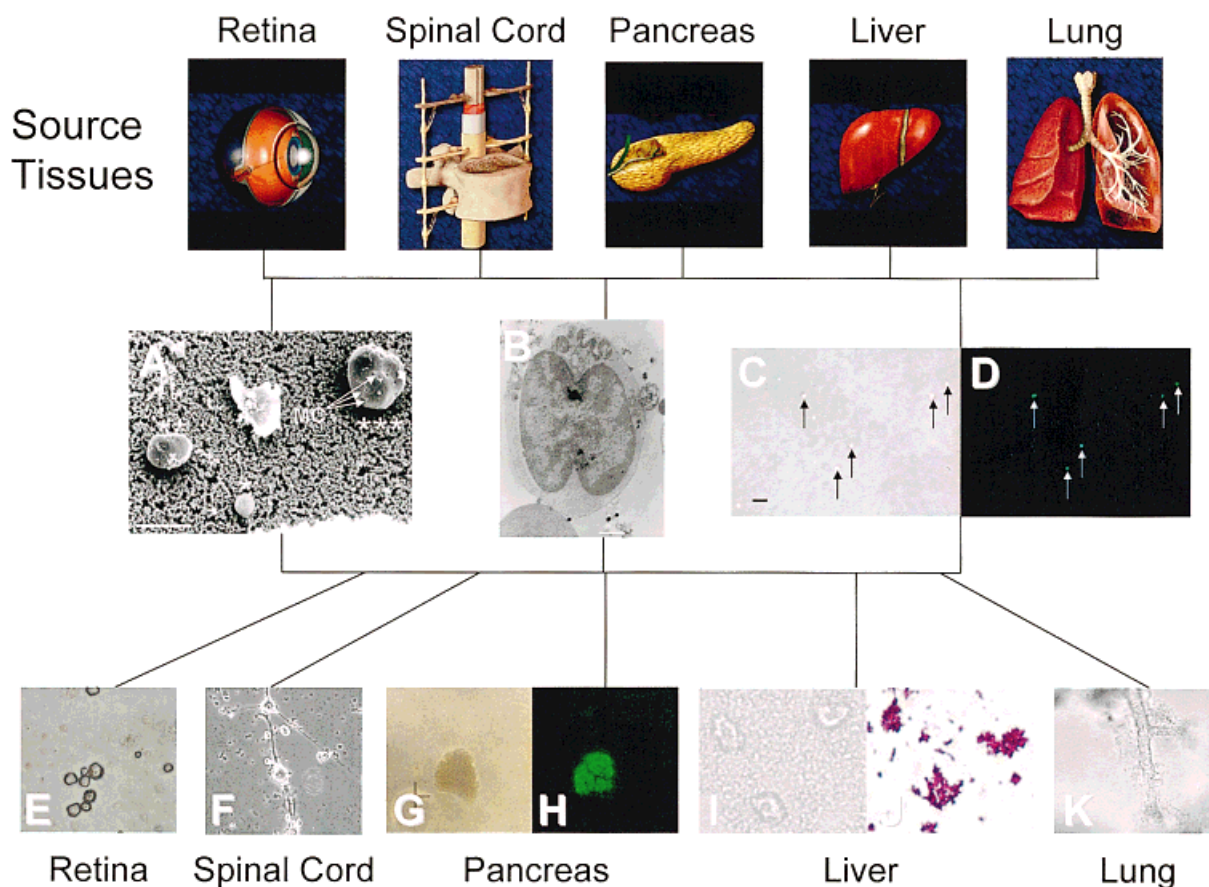 Retina Spinal Cord Pancreas Liver Lung
Source
Tissues
A B C D
MC
*** 
** 
*
E F G H I J K
Retina Spinal Cord Pancreas Liver Lung